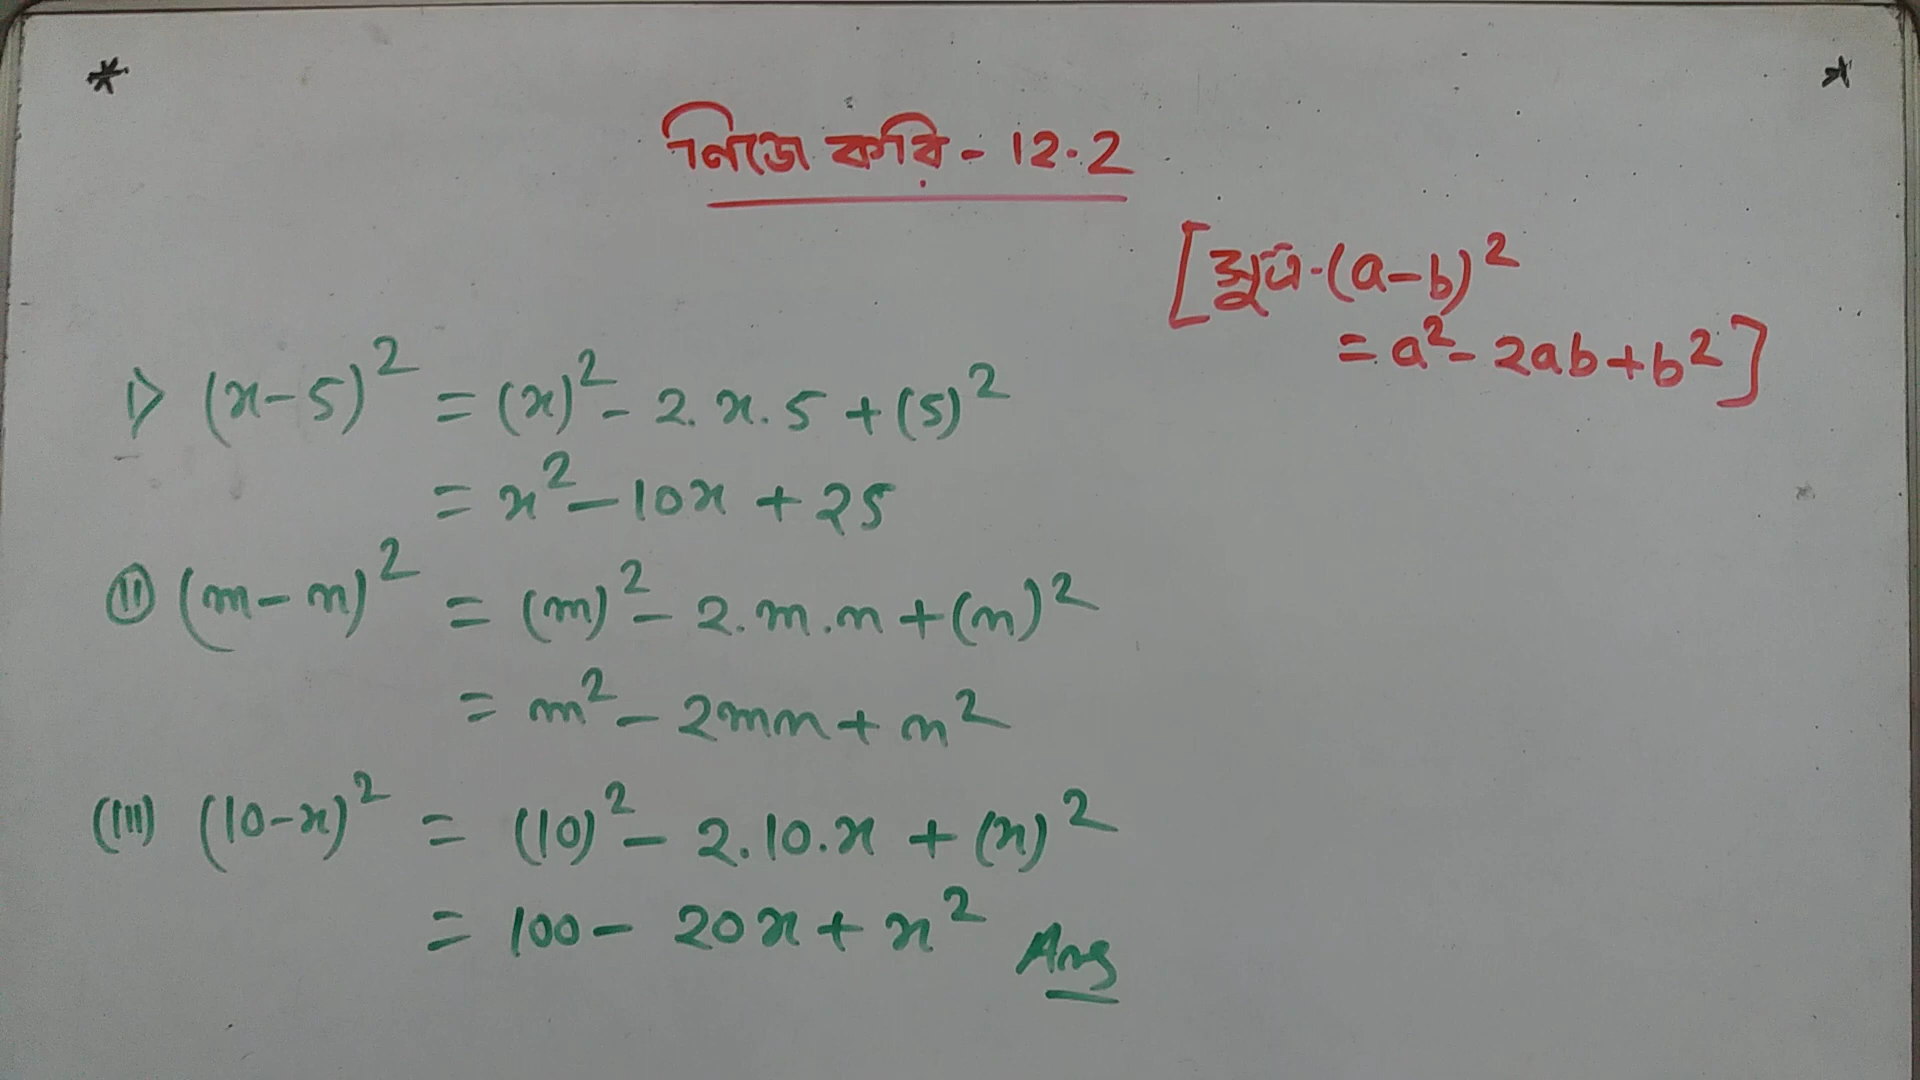 * *
নিজে করি - 12.2
[সূত্র - (a-b)²
= a² - 2ab + b²]
i> (x-5)² = (x)² - 2.x.5 + (5)²
= x² - 10x + 25
(ii) (m-n)² = (m)² - 2.m.n + (n)²
= m² - 2mn + n²
(iii) (10-x)² = (10)² - 2.10.x + (x)²
= 100 - 20x + x² Ans